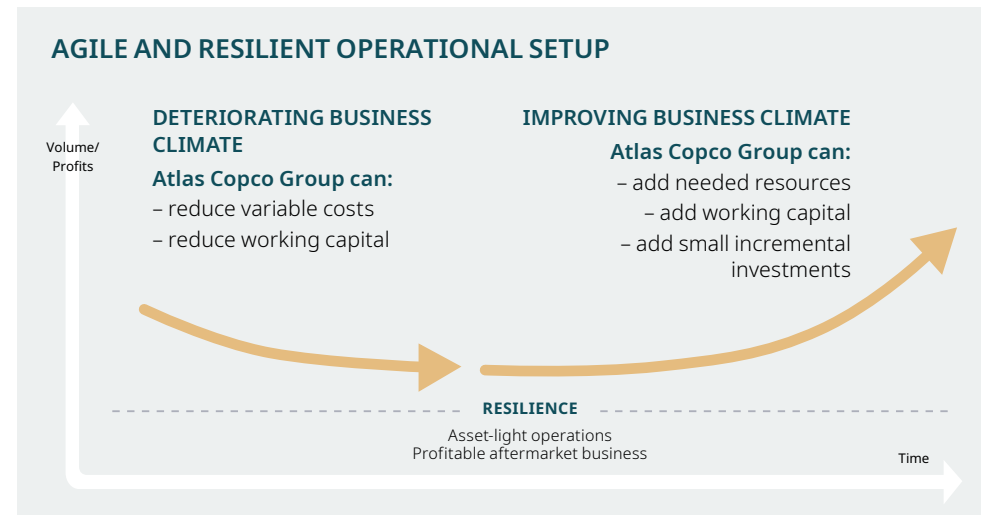 AGILE AND RESILIENT OPERATIONAL SETUP
Volume/
Profits
DETERIORATING BUSINESS
CLIMATE
Atlas Copco Group can:
– reduce variable costs
– reduce working capital
IMPROVING BUSINESS CLIMATE
Atlas Copco Group can:
– add needed resources
– add working capital
– add small incremental
investments
RESILIENCE
Asset-light operations
Profitable aftermarket business
Time